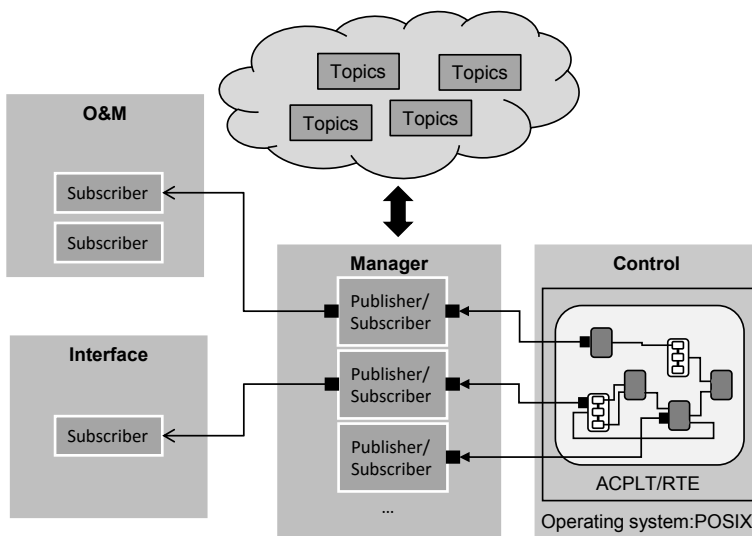 Topics
Topics
Topics
Topics
O&M
Subscriber
Subscriber
Manager
Publisher/
Subscriber
Publisher/
Subscriber
Publisher/
Subscriber
...
Interface
Subscriber
Control
ACPLT/RTE
Operating system:POSIX